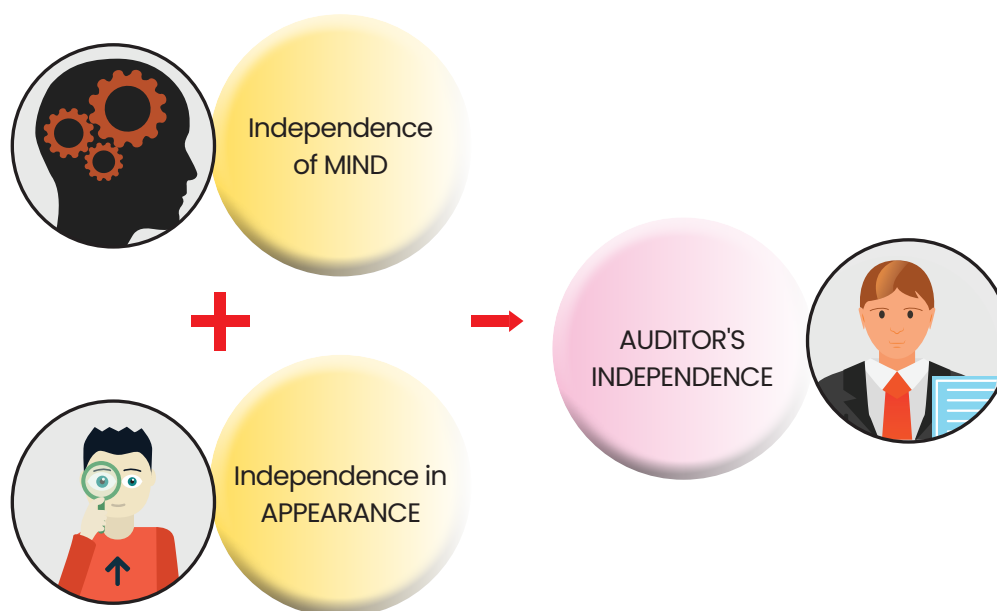 Independence
of MIND
Independence in
APPEARANCE
AUDITOR'S
INDEPENDENCE